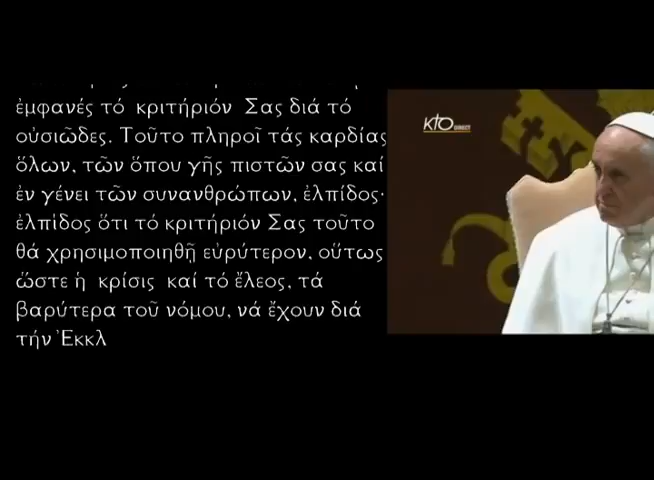 ἐμφανές τό κριτήριόν Σας διά τό
οὐσιῶδες. Τοῦτο πληροῖ τάς καρδίας
ὅλων, τῶν ὅπου γῆς πιστῶν σας καί
ἐν γένει τῶν συνανθρώπων, ἐλπίδος·
ἐλπίδος ὅτι τό κριτήριόν Σας τοῦτο
θά χρησιμοποιηθῇ εὐρύτερον, οὕτως
ὥστε ἡ κρίσις καί τό ἔλεος, τά
βαρύτερα τοῦ νόμου, νά ἔχουν διά
τήν Ἐκκλ
KTO DIRECT